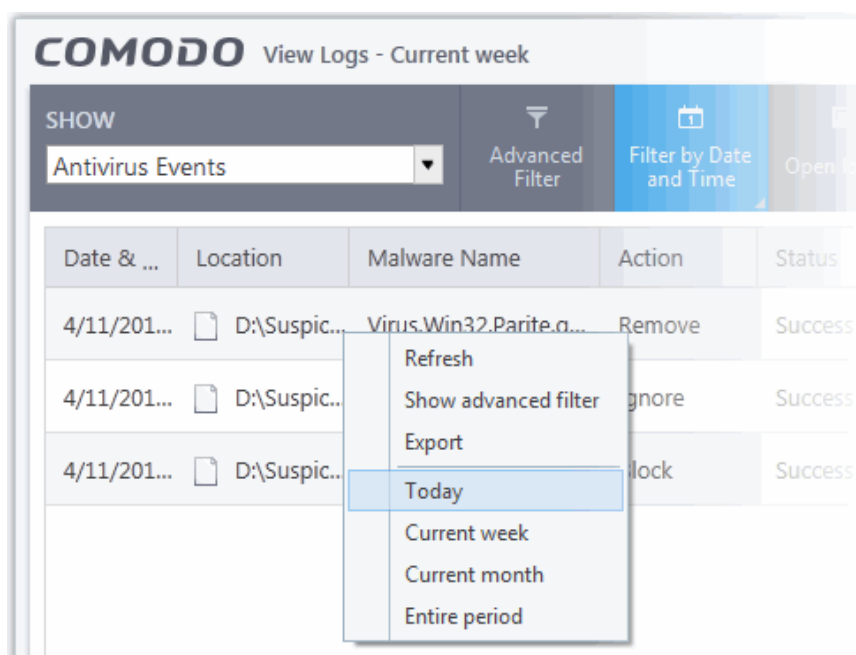 COMODO View Logs - Current week
SHOW
Antivirus Events
Advanced
Filter
Filter by Date
and Time
Open
Date & ... Location Malware Name Action Status
4/11/201... D:\Suspic... Virus.Win32.Parite.g... Remove Success
4/11/201... D:\Suspic... Success
4/11/201... D:\Suspic... Success
Refresh
Show advanced filter
Export
Today
Current week
Current month
Entire period